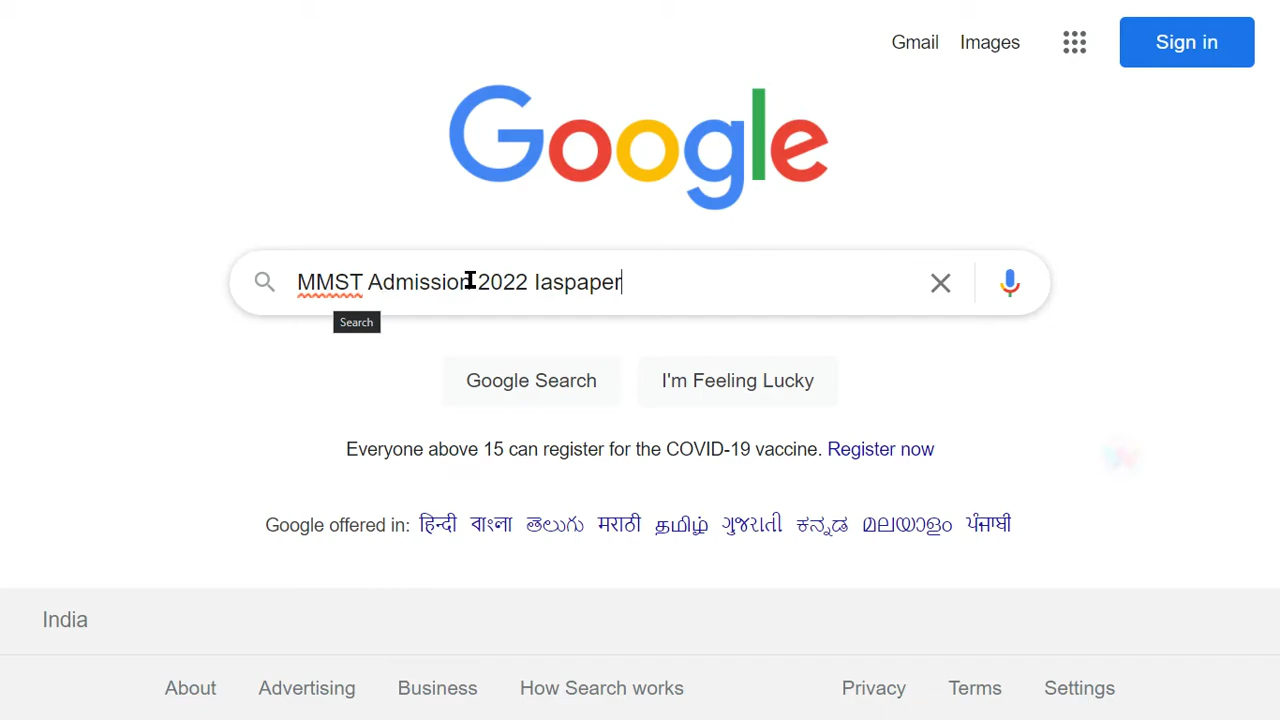 Gmail Images Sign in
Google
MMST Admission 2022 Iaspaper
Search
Google Search I'm Feeling Lucky
Everyone above 15 can register for the COVID-19 vaccine. Register now
Google offered in: हिन्दी বাংলা తెలుగు मराठी தமிழ் ગુજરાતી ಕನ್ನಡ മലയാളം ਪੰਜਾਬੀ
India
About Advertising Business How Search works Privacy Terms Settings